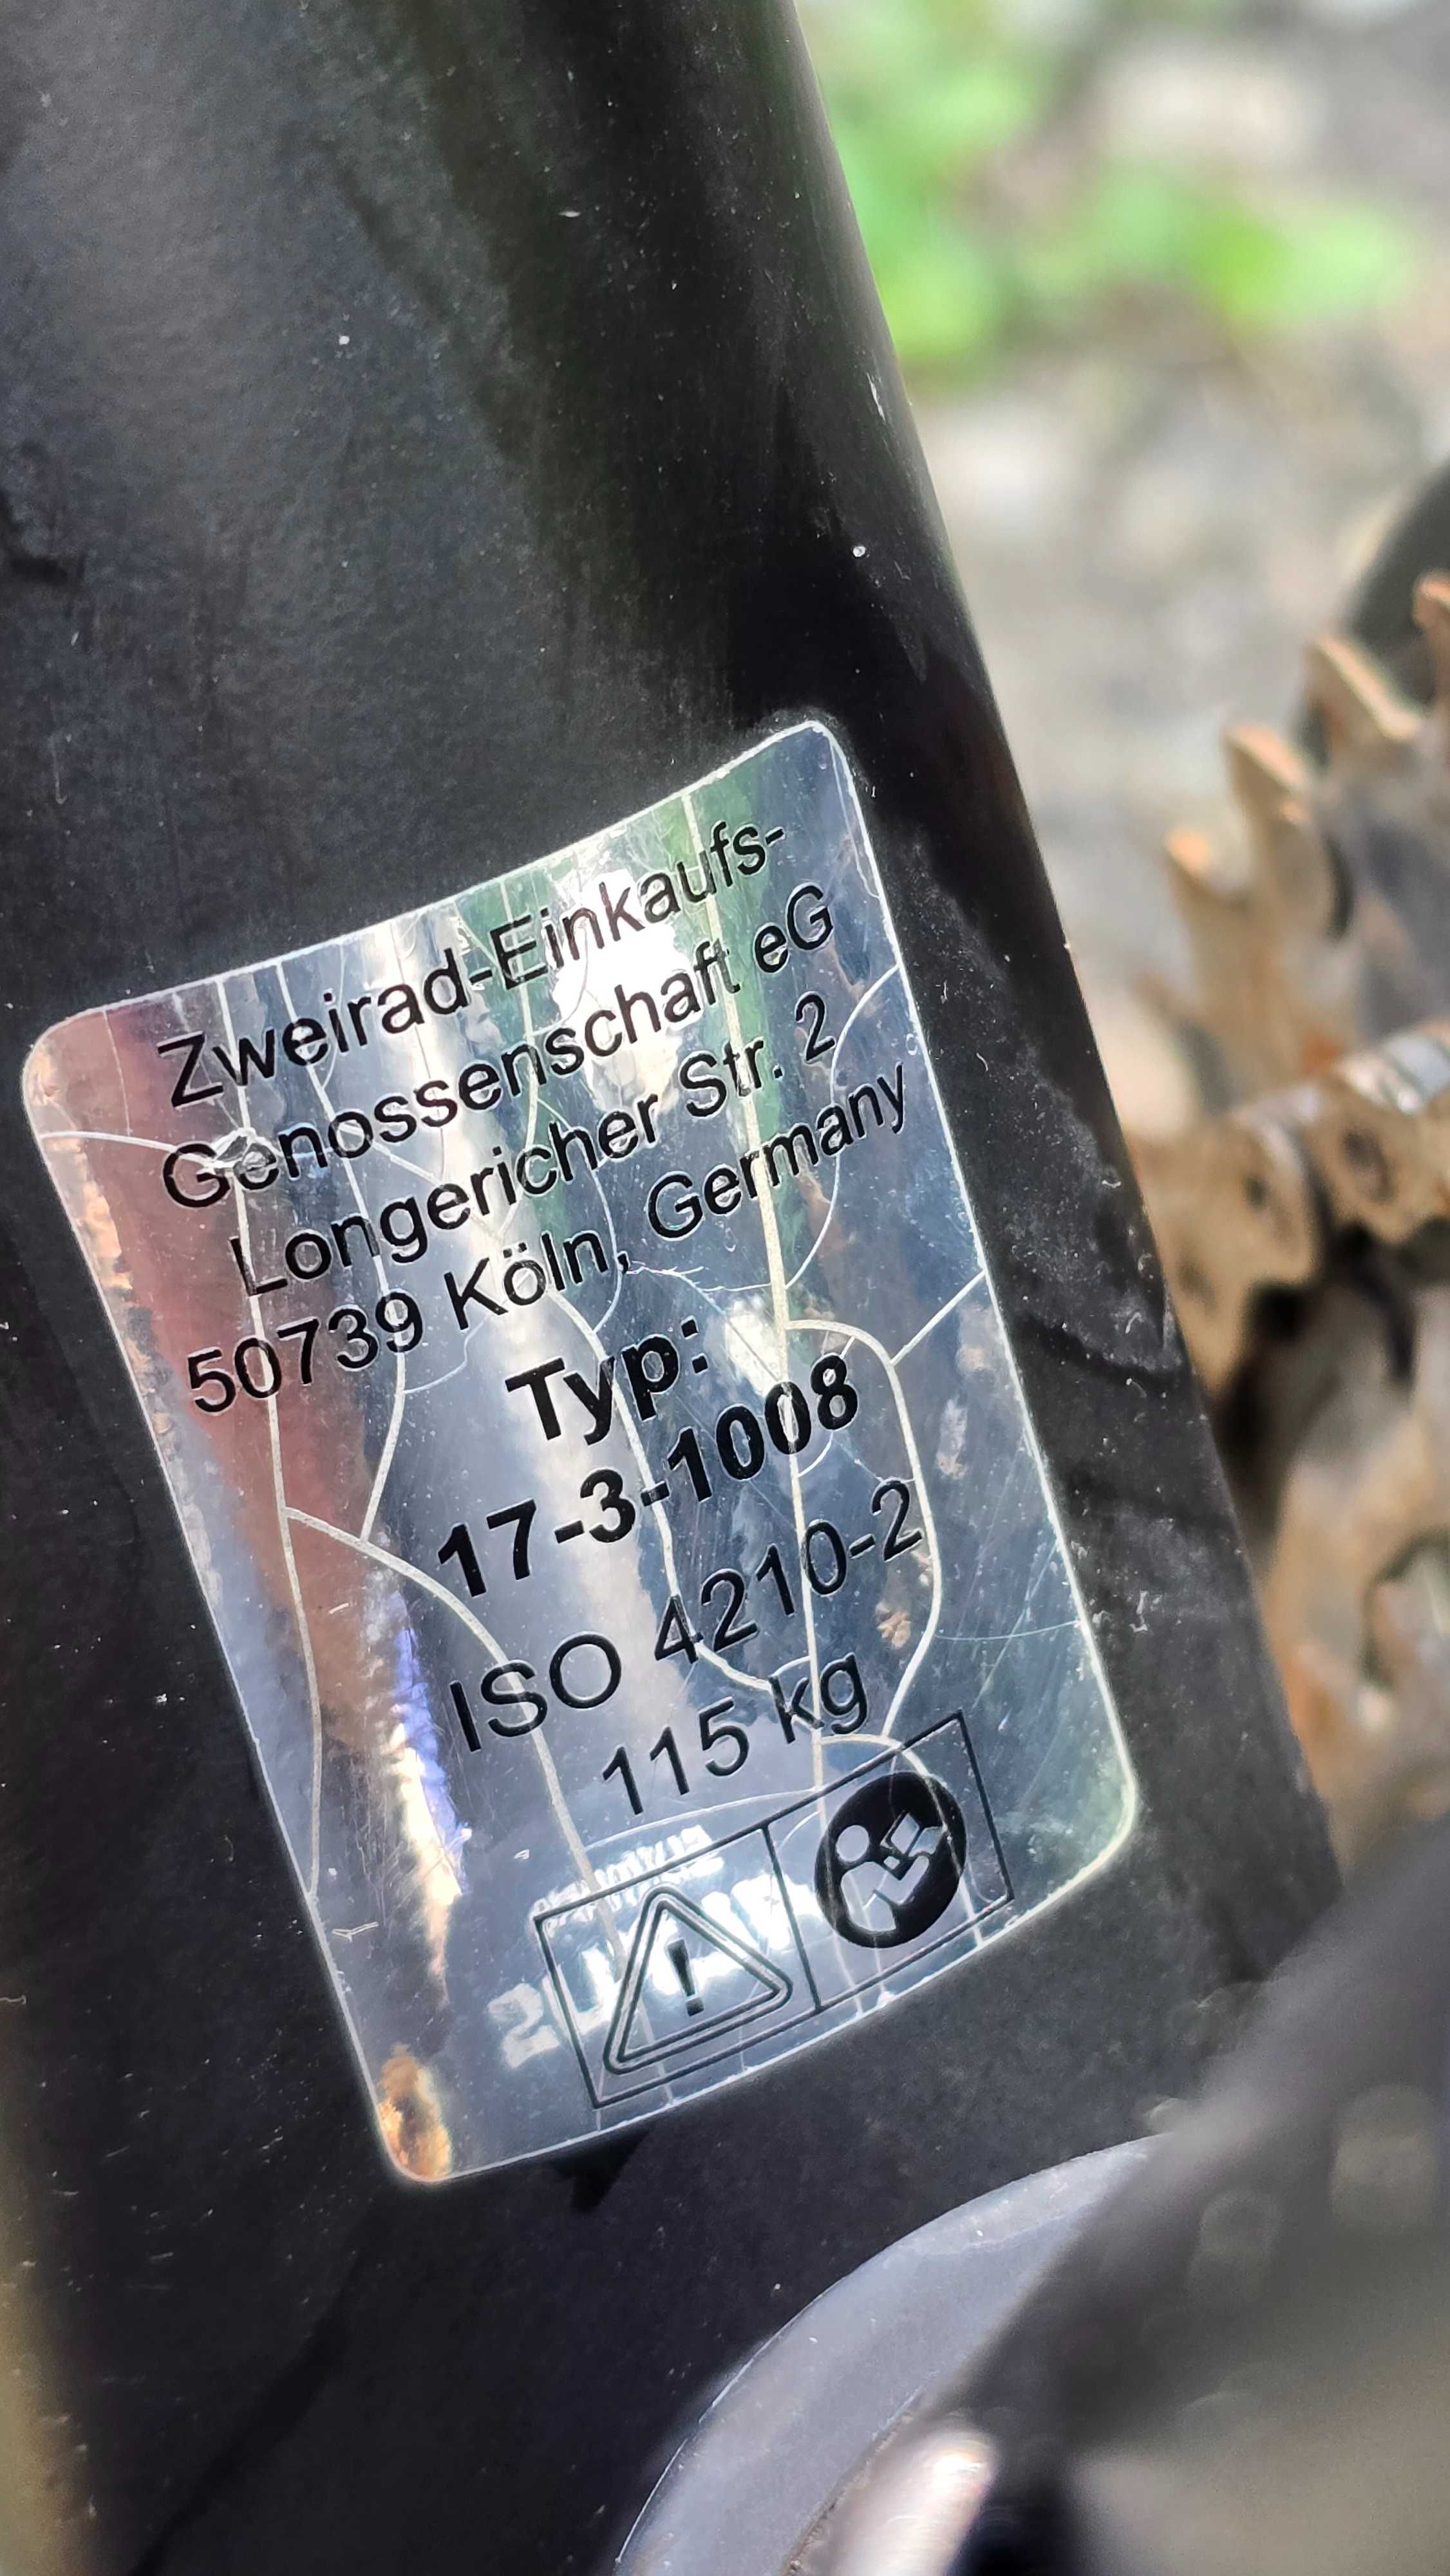 Zweirad-Einkaufs-
Genossenschaft eG
Longericher Str. 2
50739 Köln, Germany
Typ:
17-3-1008
ISO 4210-2
115 kg
!